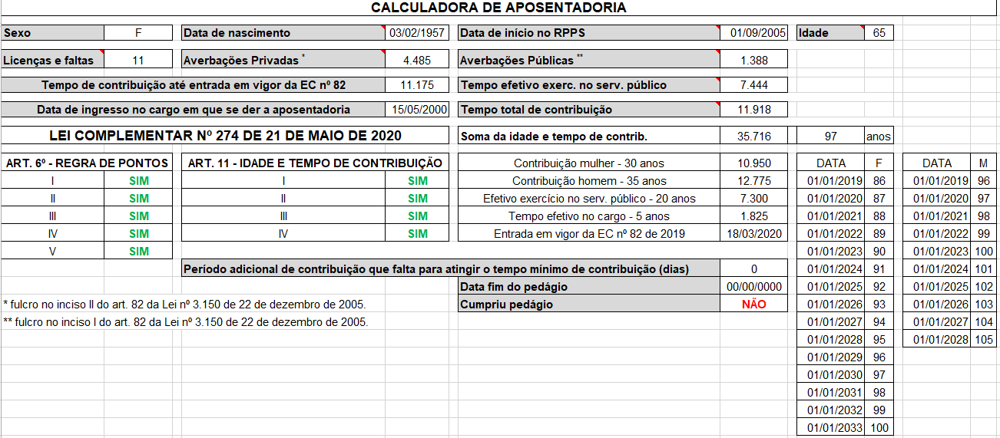 CALCULADORA DE APOSENTADORIA
Sexo F Data de nascimento 03/02/1957 Data de início no RPPS 01/09/2005 Idade 65
Licenças e faltas 11 Averbações Privadas * 4.485 Averbações Públicas ** 1.388
Tempo de contribuição até entrada em vigor da EC nº 82 11.175 Tempo efetivo exerc. no serv. público 7.444
Data de ingresso no cargo em que se der a aposentadoria 15/05/2000 Tempo total de contribuição 11.918
LEI COMPLEMENTAR Nº 274 DE 21 DE MAIO DE 2020 Soma da idade e tempo de contrib. 35.716 97 anos
ART. 6º - REGRA DE PONTOS ART. 11 - IDADE E TEMPO DE CONTRIBUIÇÃO Contribuição mulher - 30 anos 10.950 DATA F DATA M
I SIM I SIM Contribuição homem - 35 anos 12.775 01/01/2019 86 01/01/2019 96
II SIM II SIM Efetivo exercício no serv. público - 20 anos 7.300 01/01/2020 87 01/01/2020 97
III SIM III SIM Tempo efetivo no cargo - 5 anos 1.825 01/01/2021 88 01/01/2021 98
IV SIM IV SIM Entrada em vigor da EC nº 82 de 2019 18/03/2020 01/01/2022 89 01/01/2022 99
V SIM 01/01/2023 90 01/01/2023 100
Período adicional de contribuição que falta para atingir o tempo mínimo de contribuição (dias) 0 01/01/2024 91 01/01/2024 101
Data fim do pedágio 00/00/0000 01/01/2025 92 01/01/2025 102
* fulcro no inciso II do art. 82 da Lei nº 3.150 de 22 de dezembro de 2005. Cumpriu pedágio NÃO 01/01/2026 93 01/01/2026 103
** fulcro no inciso I do art. 82 da Lei nº 3.150 de 22 de dezembro de 2005. 01/01/2027 94 01/01/2027 104
01/01/2028 95 01/01/2028 105
01/01/2029 96
01/01/2030 97
01/01/2031 98
01/01/2032 99
01/01/2033 100